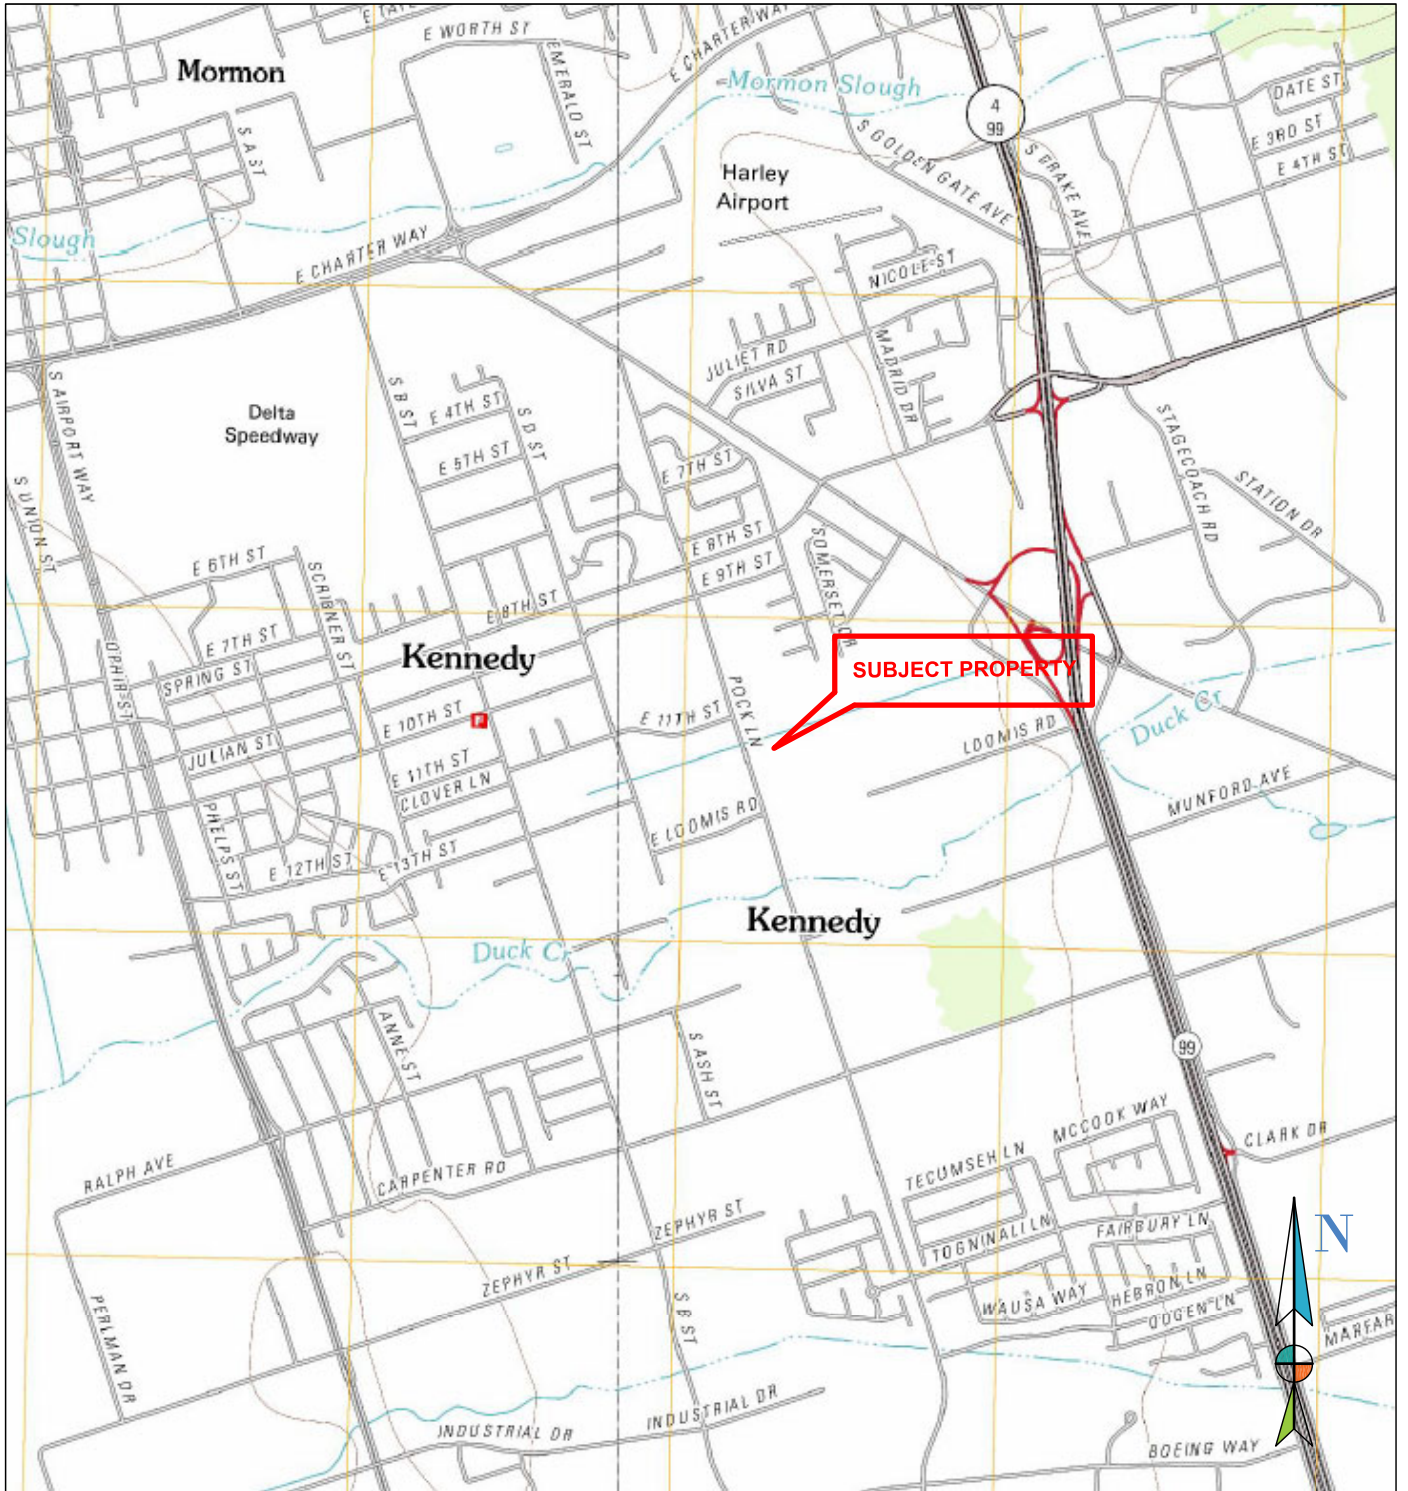 E WORTH ST
E CHARTER WAY
Mormon
EMERALD ST
Mormon Slough
4
99
DATE ST
E 3RD ST
E 4TH ST
S A ST
S GOLDEN GATE AVE
S DRAKE AVE
Harley
Airport
Slough
E CHARTER WAY
NICOLE ST
JULIET RD
MADRID DR
SILVA ST
S AIRPORT WAY
Delta
Speedway
S B ST
E 4TH ST
S D ST
E 5TH ST
E 7TH ST
STAGECOACH RD
STATION DR
S UNION ST
E 6TH ST
SCRIBNER ST
E 8TH ST
E 8TH ST
E 9TH ST
SOMERSET DR
E 7TH ST
SPRING ST
OPHIR ST
Kennedy
SUBJECT PROPERTY
POCK LN
E 10TH ST
F
E 11TH ST
LOOMIS RD
Duck Cr
JULIAN ST
E 11TH ST
CLOVER LN
MUNFORD AVE
PHELPS ST
E LOOMIS RD
E 12TH ST
E 13TH ST
Kennedy
Duck Cr
ANNE ST
S ASH ST
99
MCCOOK WAY
CLARK DR
RALPH AVE
CARPENTER RD
TECUMSEH LN
ZEPHYR ST
TOGNINALI LN
FAIRBURY LN
N
ZEPHYR ST
WAUSA WAY
HEBRON LN
ODGEN LN
PERLMAN DR
S B ST
MARFAR
INDUSTRIAL DR
INDUSTRIAL DR
BOEING WAY